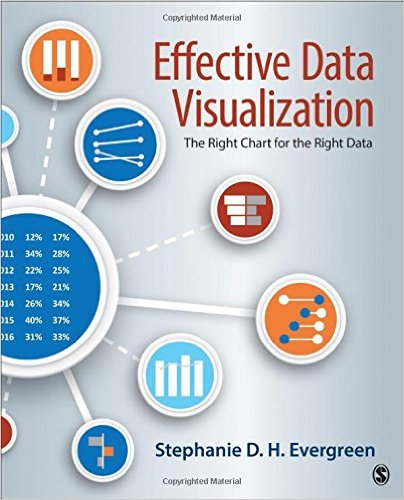 Copyrighted Material
Effective Data
Visualization
The Right Chart for the Right Data
010 12% 17%
011 34% 28%
012 22% 25%
013 17% 21%
014 26% 34%
015 40% 37%
016 31% 33%
Stephanie D. H. Evergreen
Copyrighted Material